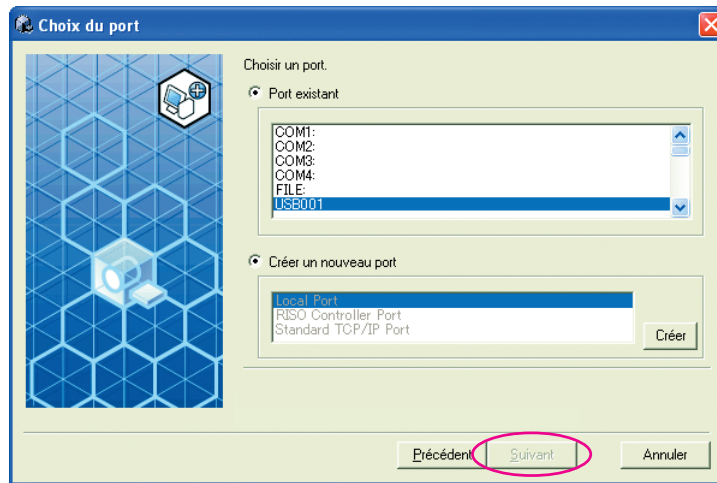 Choix du port
Choisir un port.
Port existant
COM1:
COM2:
COM3:
COM4:
FILE:
USB001
Créer un nouveau port
Local Port
RISO Controller Port
Standard TCP/IP Port
Créer
Précédent
Suivant
Annuler